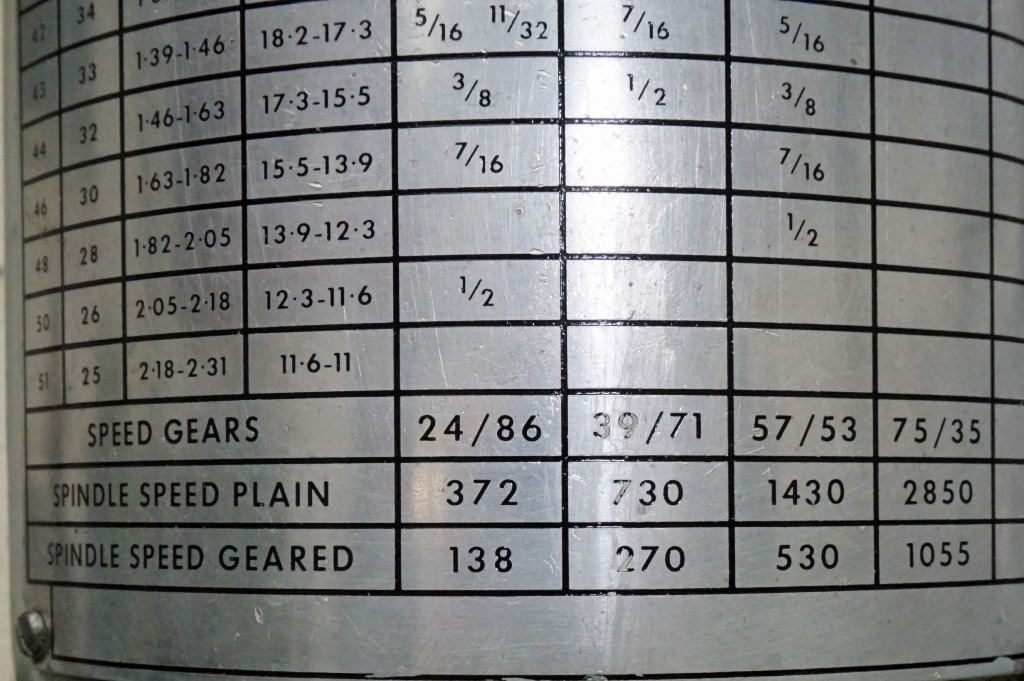 42 34 18·2-17·3 5/16 11/32 7/16 5/16
43 33 1·39-1·46 17·3-15·5 3/8 1/2 3/8
44 32 1·46-1·63 15·5-13·9 7/16 7/16
46 30 1·63-1·82 13·9-12·3 1/2
48 28 1·82-2·05 12·3-11·6 1/2
50 26 2·05-2·18 11·6-11
51 25 2·18-2·31
SPEED GEARS 24/86 39/71 57/53 75/35
SPINDLE SPEED PLAIN 372 730 1430 2850
SPINDLE SPEED GEARED 138 270 530 1055